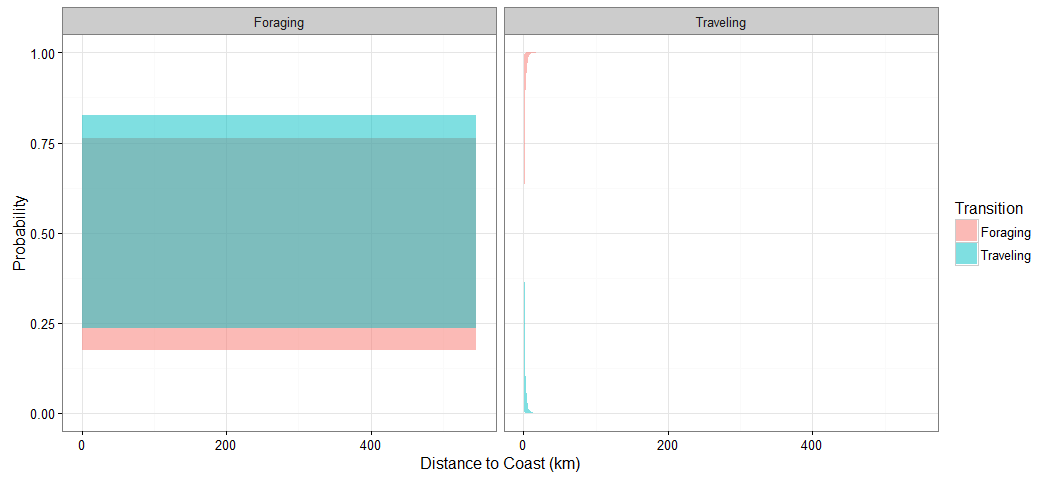 Foraging Traveling
1.00
0.75
0.50
0.25
0.00
Probability
0 200 400 0 200 400
Distance to Coast (km)
Transition
Foraging
Traveling